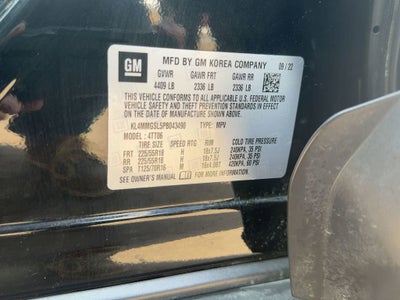 GM
MFD BY GM KOREA COMPANY 09 / 22
GVWR GAWR FRT GAWR RR
4409 LB 2336 LB 2336 LB
THIS VEHICLE CONFORMS TO ALL APPLICABLE U.S. FEDERAL MOTOR
VEHICLE SAFETY AND THEFT PREVENTION STANDARDS IN EFFECT
ON THE DATE OF MANUFACTURE SHOWN ABOVE.
KL4MMGSL5PB043490 TYPE: MPV
MODEL: 4TT06
TIRE SIZE SPEED RTG RIM COLD TIRE PRESSURE
FRT 225/55R18 H 18x7.5J 240KPA, 35 PSI
RR 225/55R18 H 18x7.5J 240KPA, 35 PSI
SPA T125/70R16 M 420KPA, 60 PSI
SEE OWNER'S MANUAL FOR MORE INFORMATION